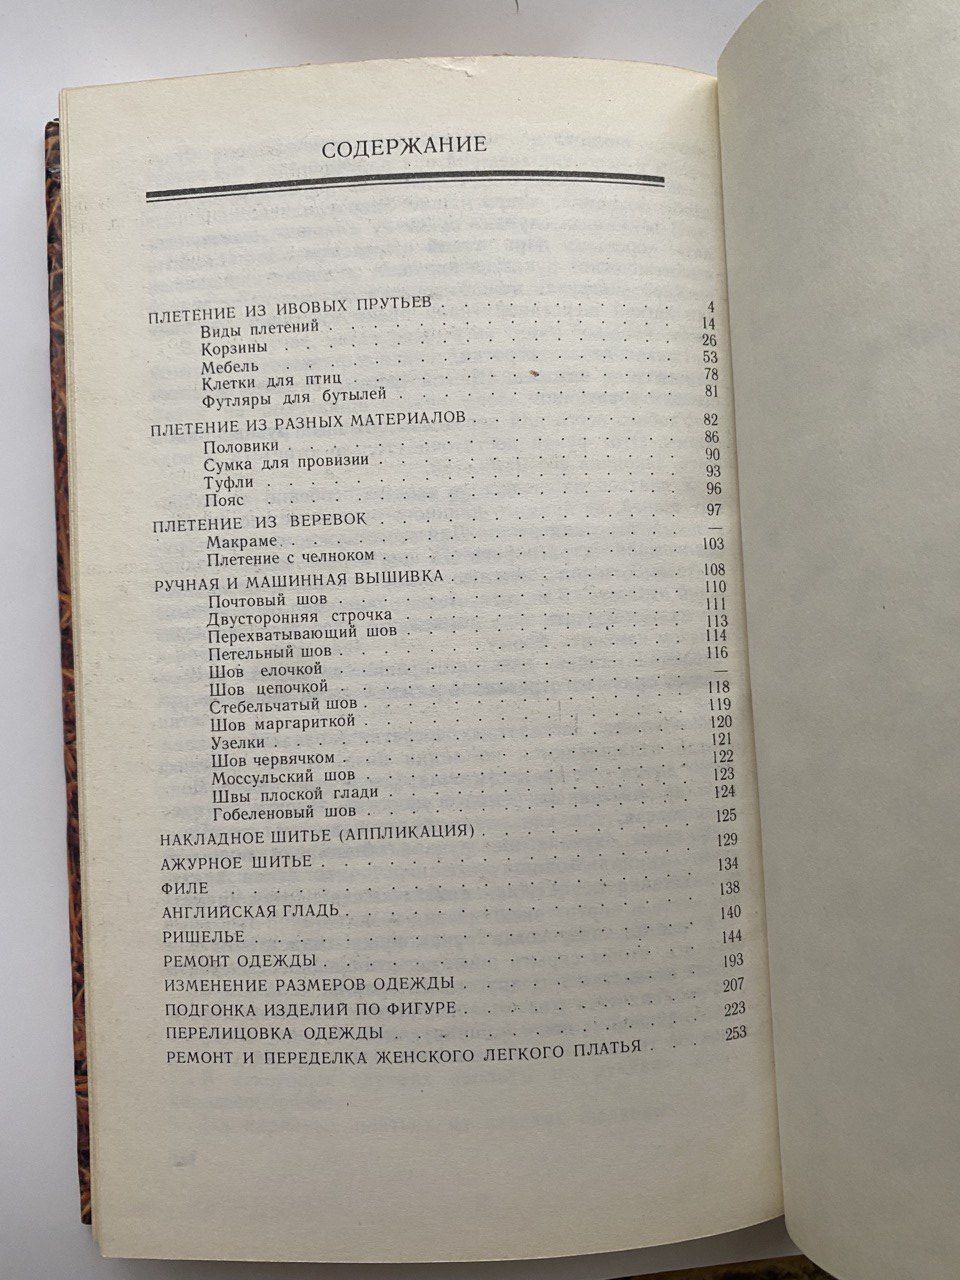 СОДЕРЖАНИЕ
ПЛЕТЕНИЕ ИЗ ИВОВЫХ ПРУТЬЕВ . . . . . . . . . . 4
Виды плетений . . . . . . . . . . 14
Корзины . . . . . . . . . . 26
Мебель . . . . . . . . . . 53
Клетки для птиц . . . . . . . . . . 78
Футляры для бутылей . . . . . . . . . . 81
ПЛЕТЕНИЕ ИЗ РАЗНЫХ МАТЕРИАЛОВ . . . . . . . . . . 82
Половики . . . . . . . . . . 86
Сумка для провизии . . . . . . . . . . 90
Туфли . . . . . . . . . . 93
Пояс . . . . . . . . . . 96
ПЛЕТЕНИЕ ИЗ ВЕРЕВОК . . . . . . . . . . 97
Макраме . . . . . . . . . . —
Плетение с челноком . . . . . . . . . . 103
РУЧНАЯ И МАШИННАЯ ВЫШИВКА . . . . . . . . . . 108
Почтовый шов . . . . . . . . . . 110
Двусторонняя строчка . . . . . . . . . . 111
Перехватывающий шов . . . . . . . . . . 113
Петельный шов . . . . . . . . . . 114
Шов елочкой . . . . . . . . . . 116
Шов цепочкой . . . . . . . . . . —
Стебельчатый шов . . . . . . . . . . 118
Шов маргариткой . . . . . . . . . . 119
Узелки . . . . . . . . . . 120
Шов червячком . . . . . . . . . . 121
Моссульский шов . . . . . . . . . . 122
Швы плоской глади . . . . . . . . . . 123
Гобеленовый шов . . . . . . . . . . 124
НАКЛАДНОЕ ШИТЬЕ (АППЛИКАЦИЯ) . . . . . . . . . . 125
АЖУРНОЕ ШИТЬЕ . . . . . . . . . . 129
ФИЛЕ . . . . . . . . . . 134
АНГЛИЙСКАЯ ГЛАДЬ . . . . . . . . . . 138
РИШЕЛЬЕ . . . . . . . . . . 140
РЕМОНТ ОДЕЖДЫ . . . . . . . . . . 144
ИЗМЕНЕНИЕ РАЗМЕРОВ ОДЕЖДЫ . . . . . . . . . . 193
ПОДГОНКА ИЗДЕЛИЙ ПО ФИГУРЕ . . . . . . . . . . 207
ПЕРЕЛИЦОВКА ОДЕЖДЫ . . . . . . . . . . 223
РЕМОНТ И ПЕРЕДЕЛКА ЖЕНСКОГО ЛЕГКОГО ПЛАТЬЯ . . . 253